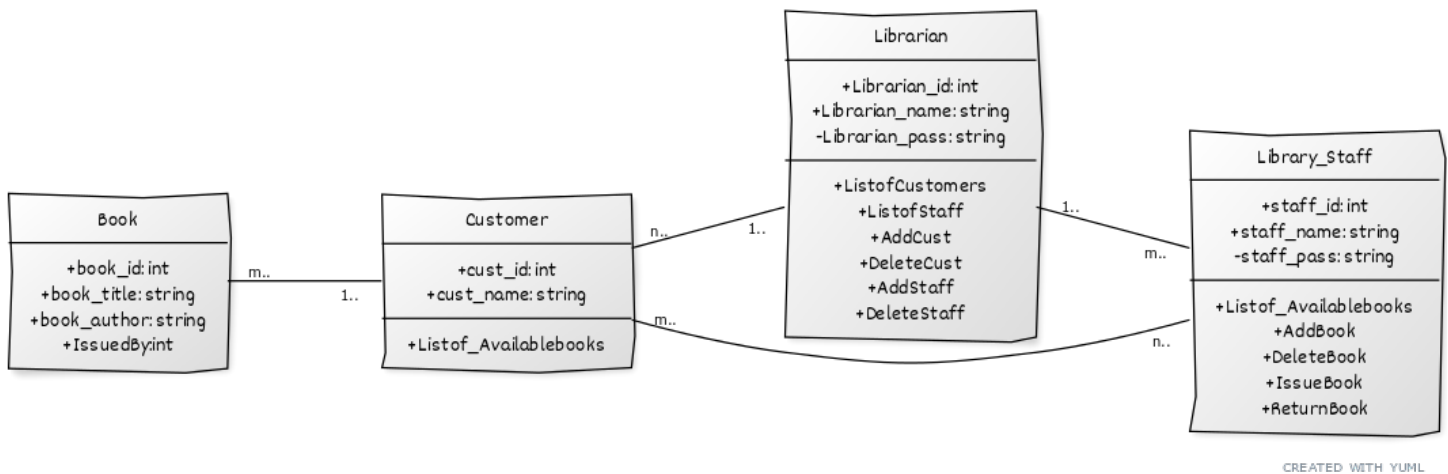 Book
+book_id: int
+book_title: string
+book_author: string
+IssuedBy:int
m..
1..
Customer
+cust_id: int
+cust_name: string
+Listof_Availablebooks
n..
1..
m..
n..
Librarian
+Librarian_id: int
+Librarian_name: string
-Librarian_pass: string
+ListofCustomers
+ListofStaff
+AddCust
+DeleteCust
+AddStaff
+DeleteStaff
1..
m..
Library_Staff
+staff_id: int
+staff_name: string
-staff_pass: string
+Listof_Availablebooks
+AddBook
+DeleteBook
+IssueBook
+ReturnBook
CREATED WITH YUML